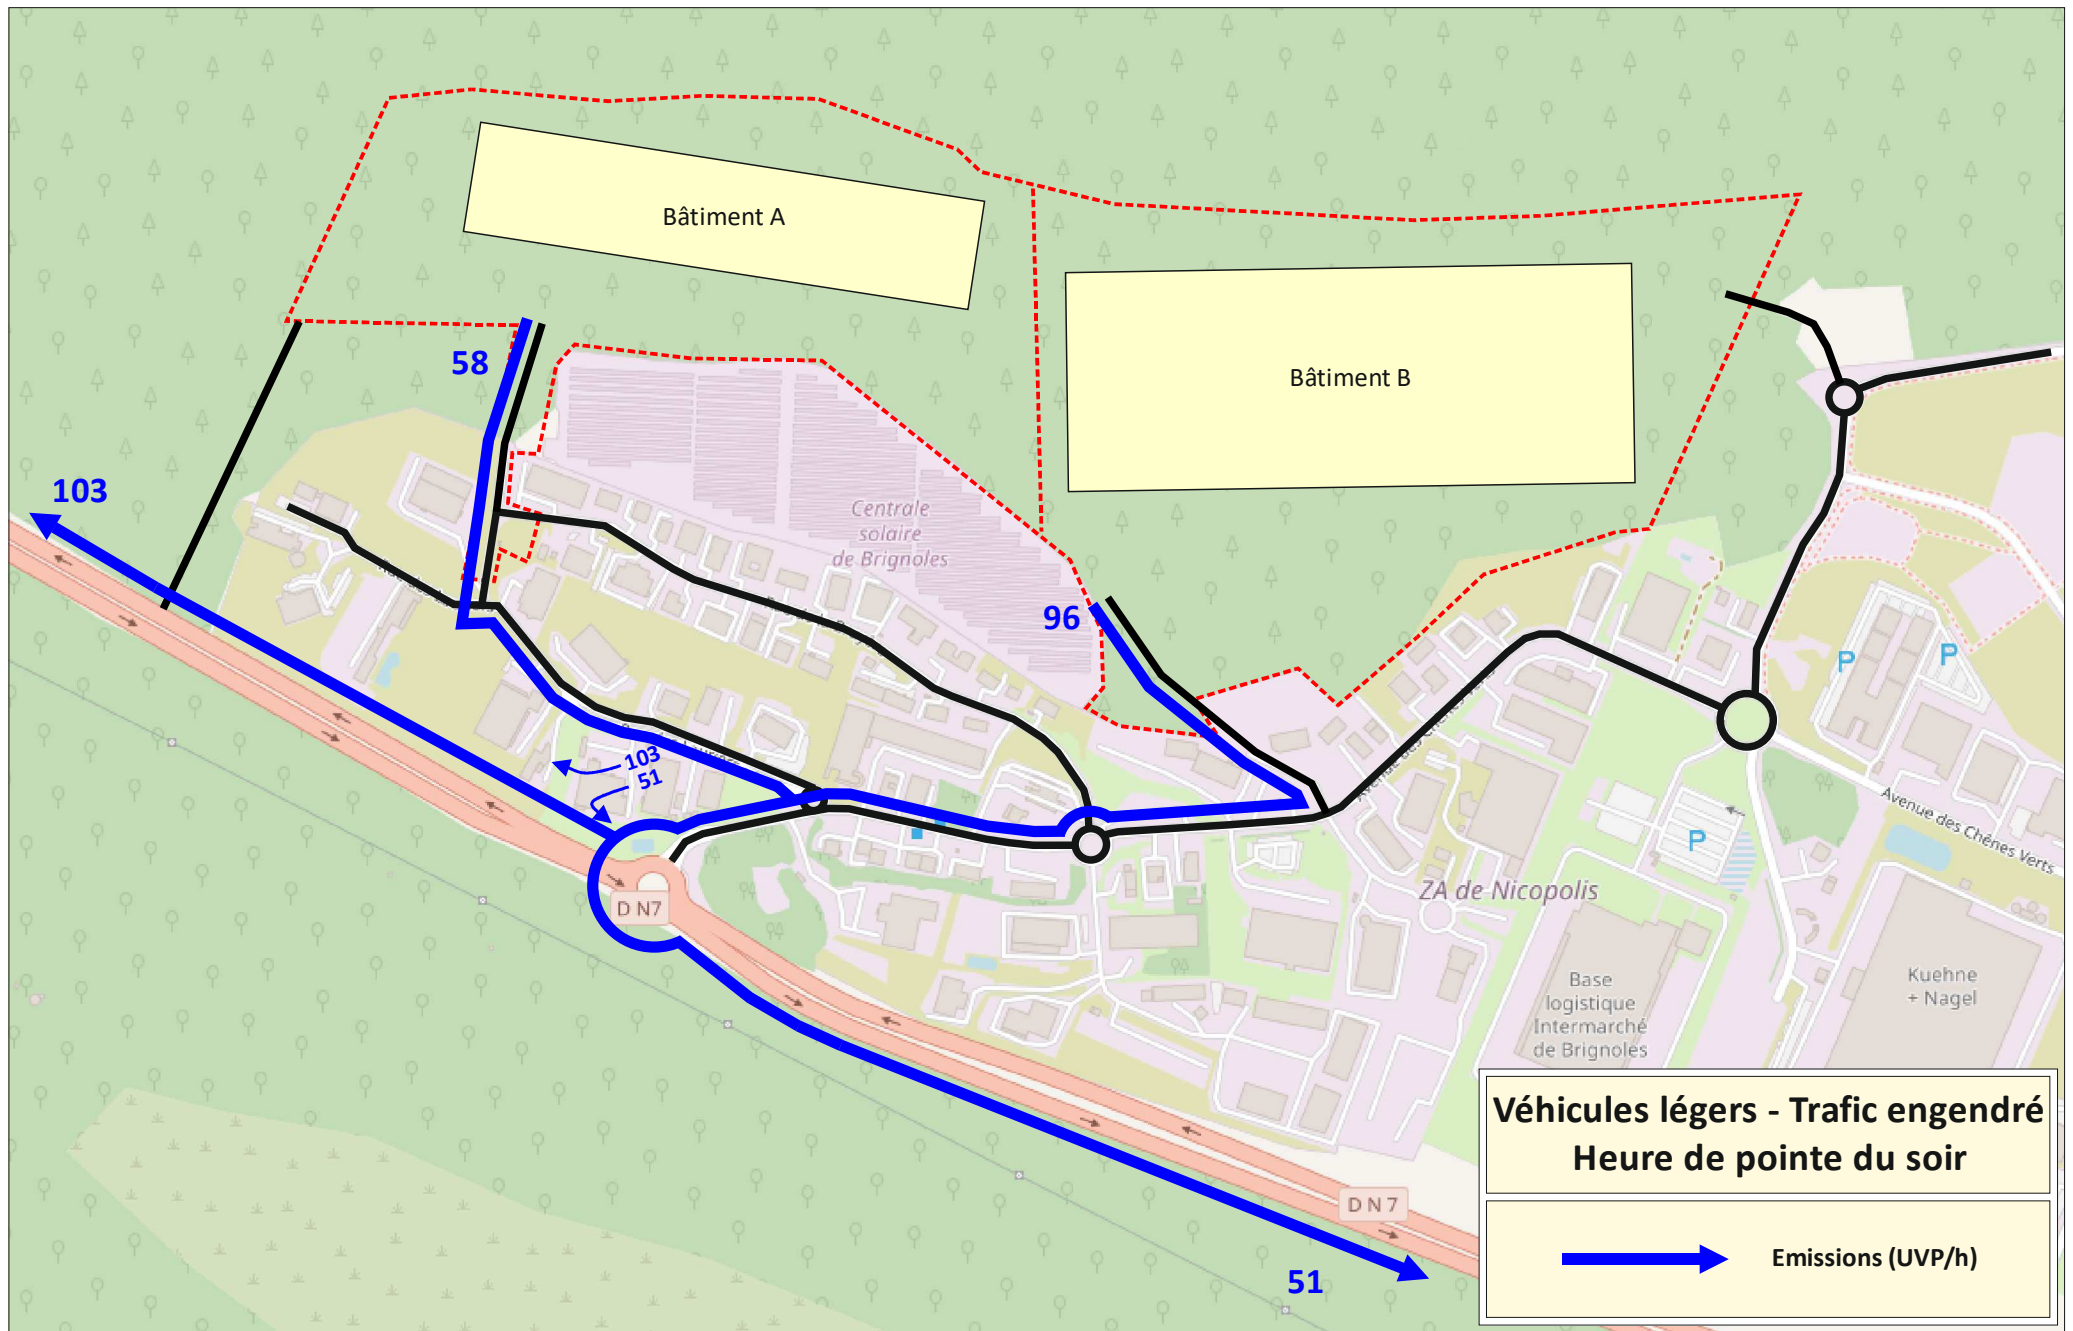 Bâtiment A
Bâtiment B
58
103
96
Centrale
solaire
de Brignoles
103
51
D N7
P
P
P
Avenue des Chênes Verts
ZA de Nicopolis
Base
logistique
Intermarché
de Brignoles
Kuehne
+ Nagel
D N 7
51
Véhicules légers - Trafic engendré
Heure de pointe du soir
Emissions (UVP/h)